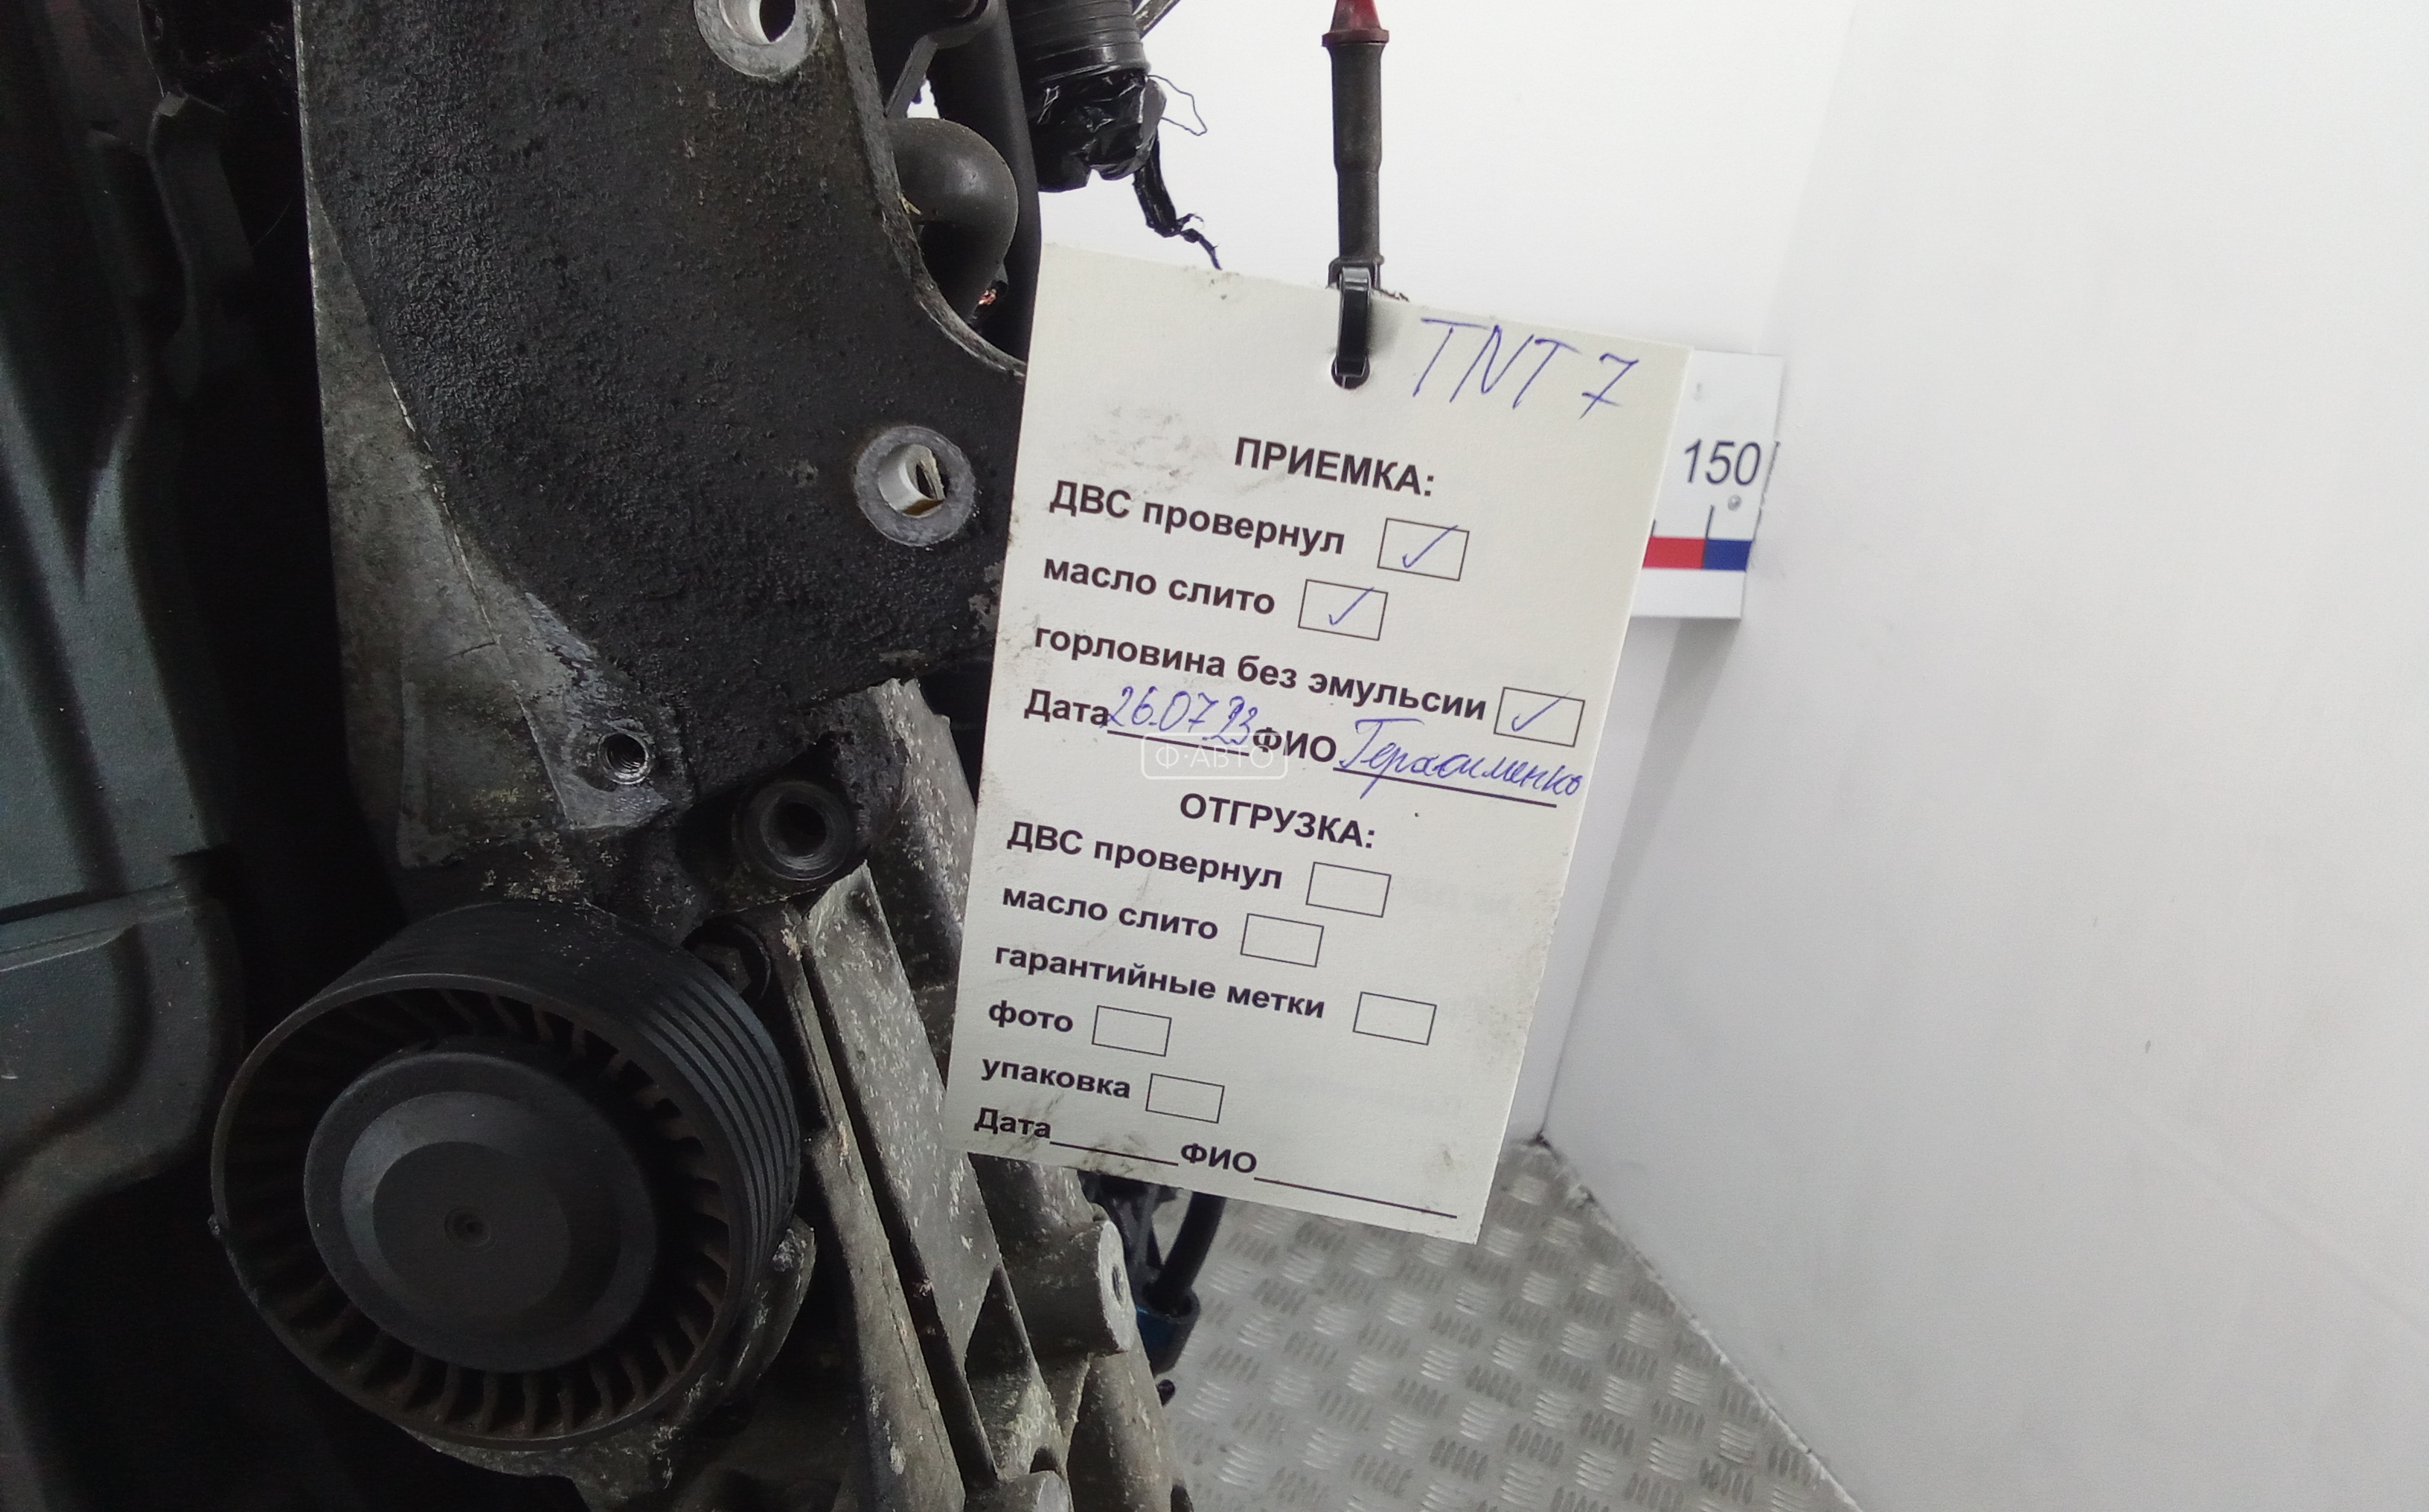 TNT 7
ПРИЕМКА:
150
ДВС провернул
масло слито
горловина без эмульсии
Дата 26.07.23 ФИО
Ф·АВТО
ОТГРУЗКА:
ДВС провернул
масло слито
гарантийные метки
фото
упаковка
Дата ФИО